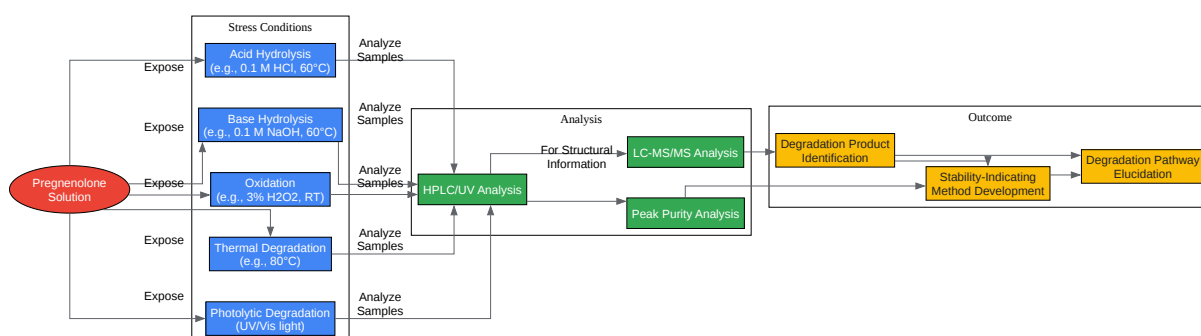 Stress Conditions
Analyze
Samples
Acid Hydrolysis
(e.g., 0.1 M HCl, 60°C)
Expose
Analyze
Samples
Base Hydrolysis
(e.g., 0.1 M NaOH, 60°C)
Expose
Analysis
Outcome
For Structural
Information
LC-MS/MS Analysis
Degradation Product
Identification
Degradation Pathway
Elucidation
Pregnenolone
Solution
Expose
Oxidation
(e.g., 3% H2O2, RT)
Analyze
Samples
HPLC/UV Analysis
Stability-Indicating
Method Development
Peak Purity Analysis
Expose
Thermal Degradation
(e.g., 80°C)
Analyze
Samples
Expose
Photolytic Degradation
(UV/Vis light)
Analyze
Samples